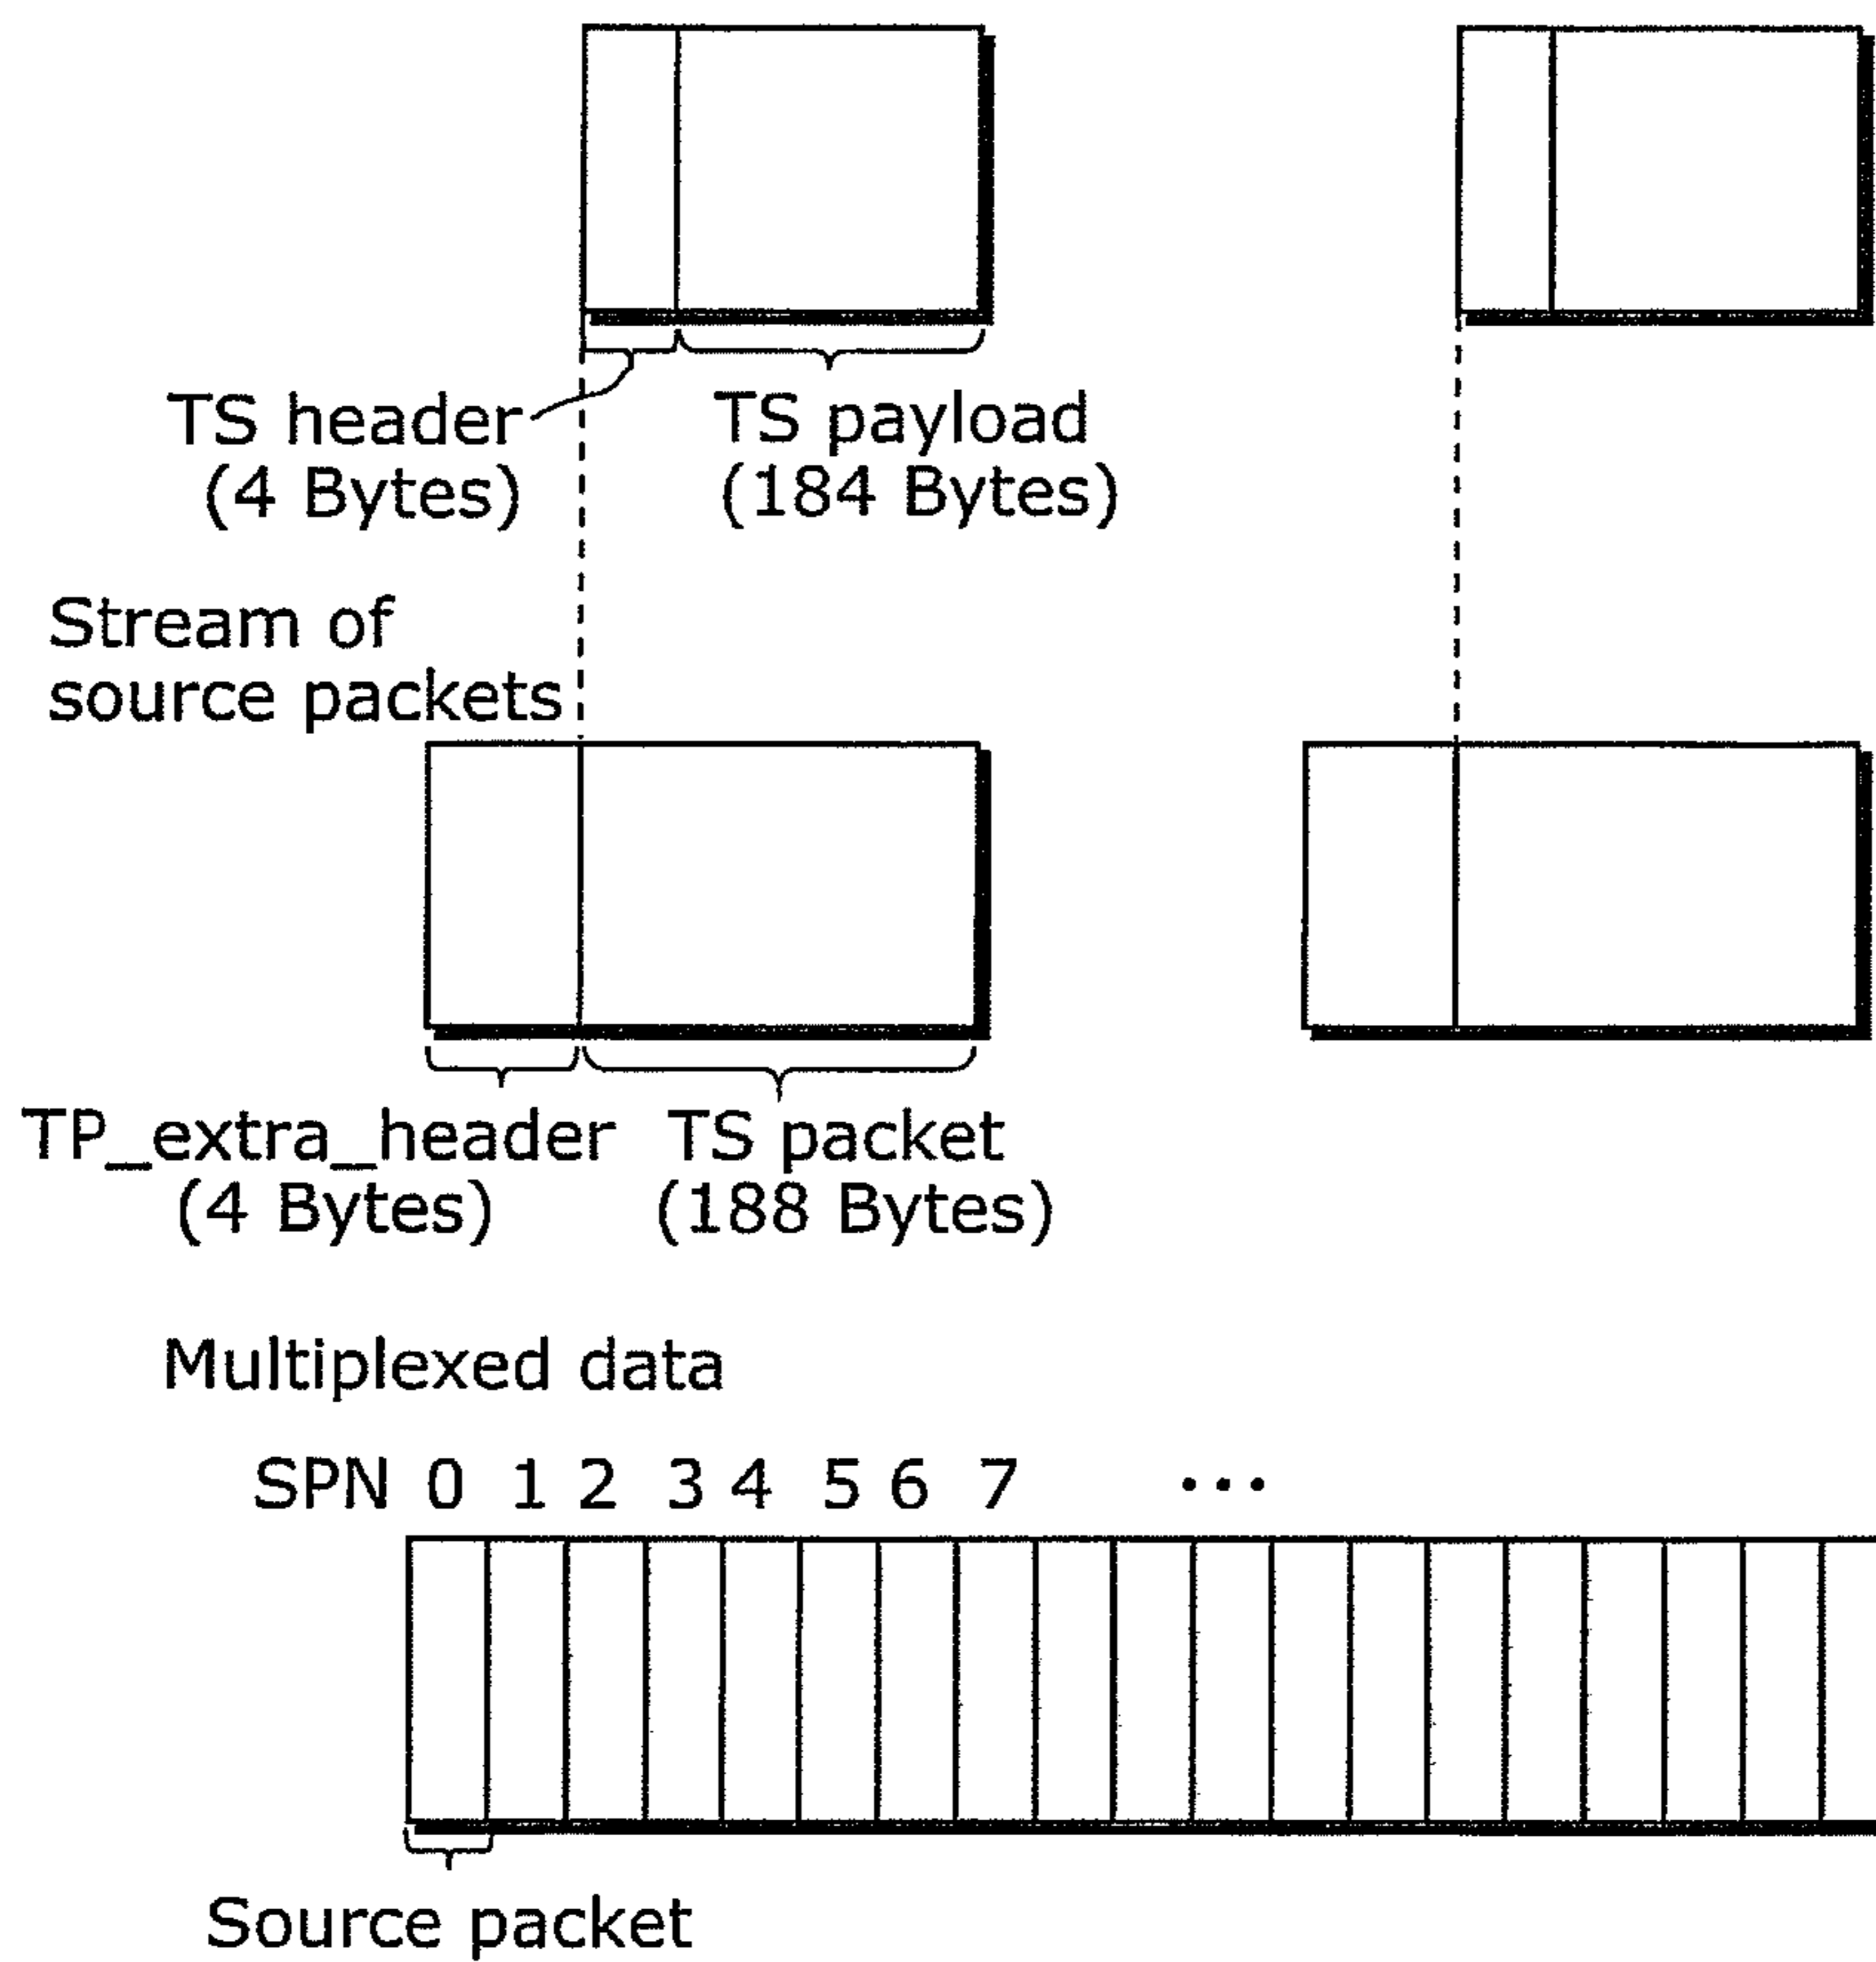 TS header
(4 Bytes)
TS payload
(184 Bytes)
Stream of
source packets
TP_extra_header
(4 Bytes)
TS packet
(188 Bytes)
Multiplexed data
SPN 0 1 2 3 4 5 6 7 ...
Source packet